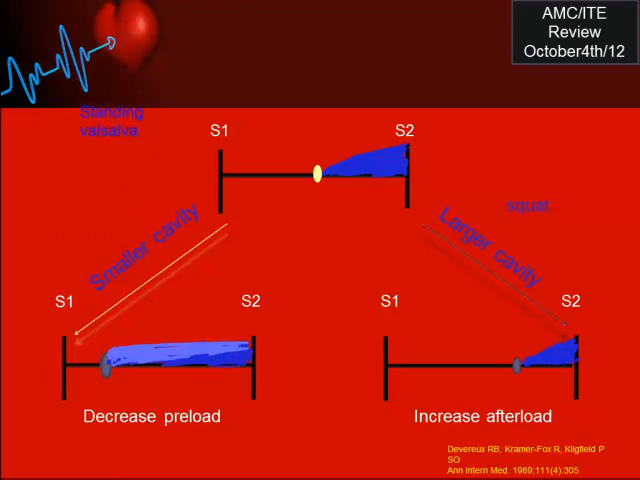 AMC/ITE
Review
October4th/12
Standing
valsalva
S1
S2
squat
Smaller cavity
Larger cavity
S1
S2
S1
S2
Decrease preload
Increase afterload
Devereux RB, Kramer-Fox R, Kligfield P
SO
Ann Intern Med. 1989;111(4):305